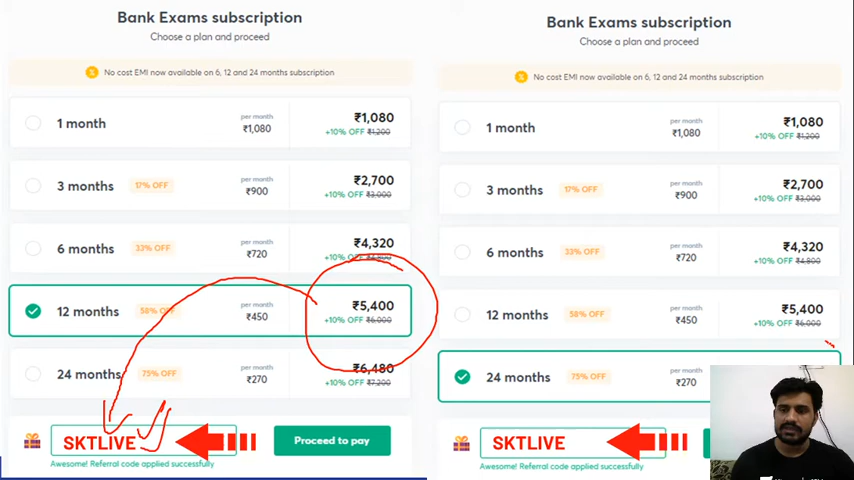 Bank Exams subscription
Choose a plan and proceed
No cost EMI now available on 6, 12 and 24 months subscription
1 month
per month
₹1,080
₹1,080
+10% OFF ₹1,200
3 months
17% OFF
per month
₹900
₹2,700
+10% OFF ₹3,000
6 months
33% OFF
per month
₹720
₹4,320
+10% OFF ₹4,800
12 months
58% OFF
per month
₹450
₹5,400
+10% OFF ₹6,000
24 months
75% OFF
per month
₹270
₹6,480
+10% OFF ₹7,200
SKTLIVE
Proceed to pay
Awesome! Referral code applied successfully
Bank Exams subscription
Choose a plan and proceed
No cost EMI now available on 6, 12 and 24 months subscription
1 month
per month
₹1,080
₹1,080
+10% OFF ₹1,200
3 months
17% OFF
per month
₹900
₹2,700
+10% OFF ₹3,000
6 months
33% OFF
per month
₹720
₹4,320
+10% OFF ₹4,800
12 months
58% OFF
per month
₹450
₹5,400
+10% OFF ₹6,000
24 months
75% OFF
per month
₹270
SKTLIVE
Awesome! Referral code applied successfully